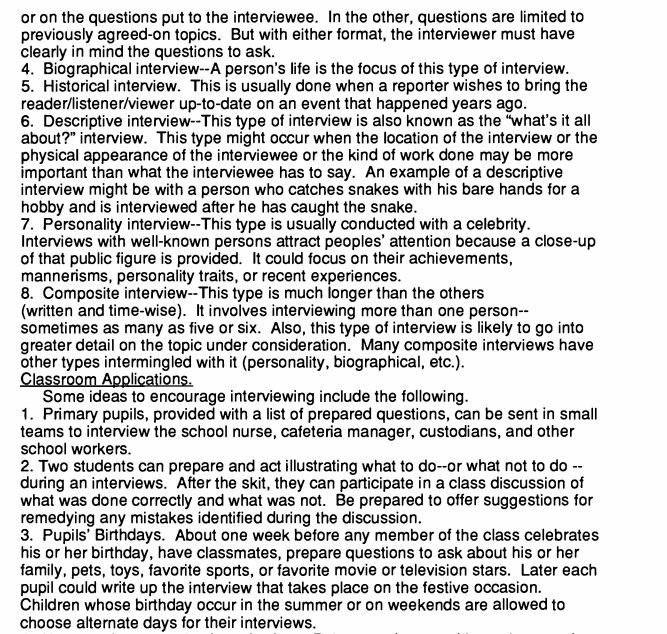 or on the questions put to the interviewee. In the other, questions are limited to
previously agreed-on topics. But with either format, the interviewer must have
clearly in mind the questions to ask.
4. Biographical interview--A person's life is the focus of this type of interview.
5. Historical interview. This is usually done when a reporter wishes to bring the
reader/listener/viewer up-to-date on an event that happened years ago.
6. Descriptive interview--This type of interview is also known as the "what's it all
about?" interview. This type might occur when the location of the interview or the
physical appearance of the interviewee or the kind of work done may be more
important than what the interviewee has to say. An example of a descriptive
interview might be with a person who catches snakes with his bare hands for a
hobby and is interviewed after he has caught the snake.
7. Personality interview--This type is usually conducted with a celebrity.
Interviews with well-known persons attract peoples' attention because a close-up
of that public figure is provided. It could focus on their achievements,
mannerisms, personality traits, or recent experiences.
8. Composite interview--This type is much longer than the others
(written and time-wise). It involves interviewing more than one person--
sometimes as many as five or six. Also, this type of interview is likely to go into
greater detail on the topic under consideration. Many composite interviews have
other types intermingled with it (personality, biographical, etc.).
Classroom Applications.
Some ideas to encourage interviewing include the following.
1. Primary pupils, provided with a list of prepared questions, can be sent in small
teams to interview the school nurse, cafeteria manager, custodians, and other
school workers.
2. Two students can prepare and act illustrating what to do--or what not to do --
during an interviews. After the skit, they can participate in a class discussion of
what was done correctly and what was not. Be prepared to offer suggestions for
remedying any mistakes identified during the discussion.
3. Pupils' Birthdays. About one week before any member of the class celebrates
his or her birthday, have classmates, prepare questions to ask about his or her
family, pets, toys, favorite sports, or favorite movie or television stars. Later each
pupil could write up the interview that takes place on the festive occasion.
Children whose birthday occur in the summer or on weekends are allowed to
choose alternate days for their interviews.